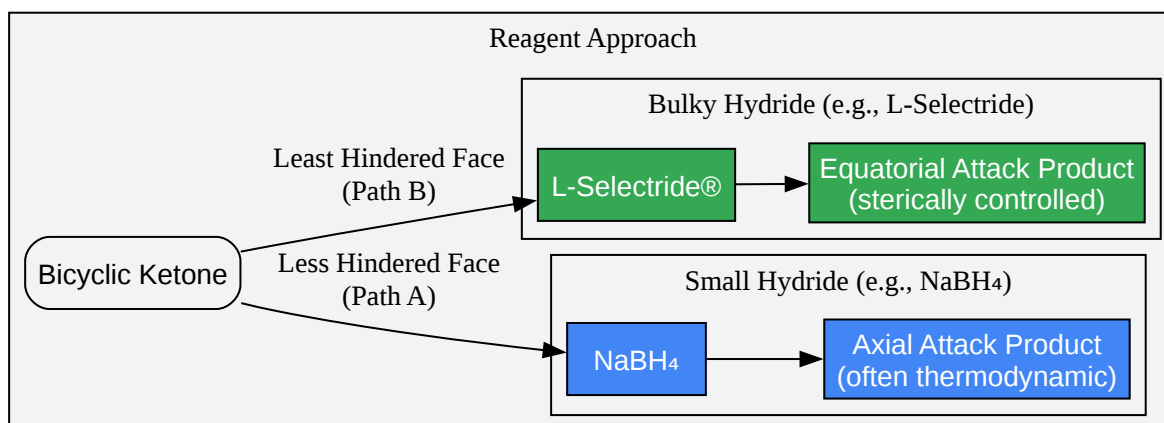 Reagent Approach
Bulky Hydride (e.g., L-Selectride)
Least Hindered Face
(Path B)
L-Selectride®
Equatorial Attack Product
(sterically controlled)
Bicyclic Ketone
Less Hindered Face
(Path A)
Small Hydride (e.g., NaBH₄)
NaBH₄
Axial Attack Product
(often thermodynamic)